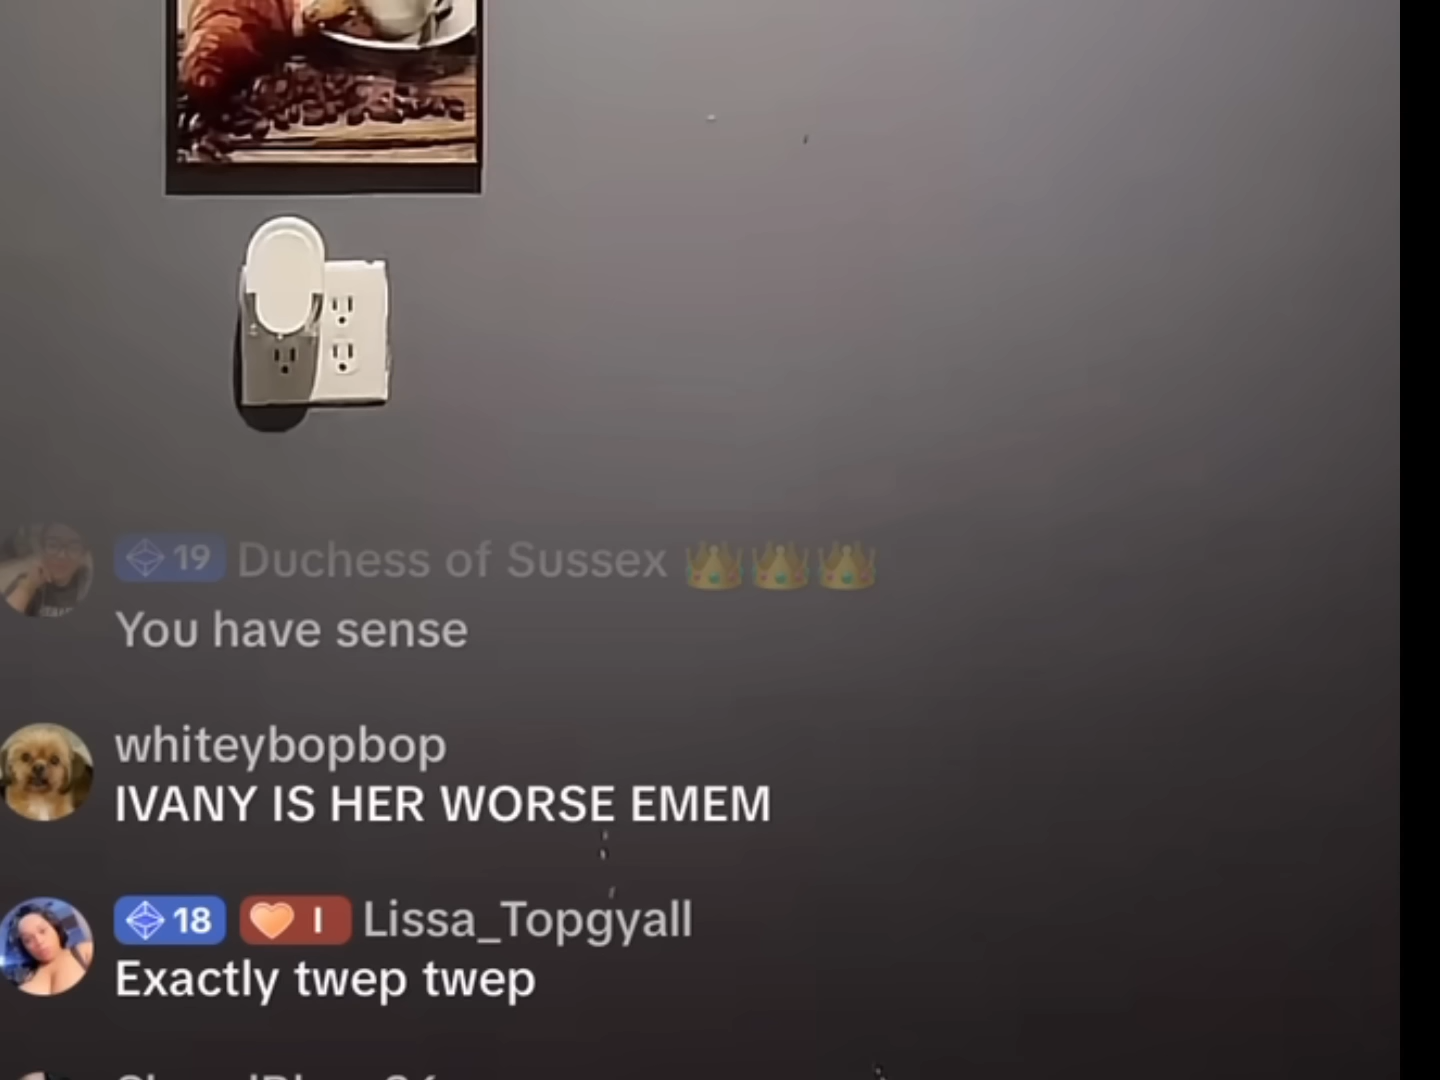 19 Duchess of Sussex 👑👑👑
You have sense
whiteybopbop
IVANY IS HER WORSE EMEM
18 I Lissa_Topgyall
Exactly twep twep